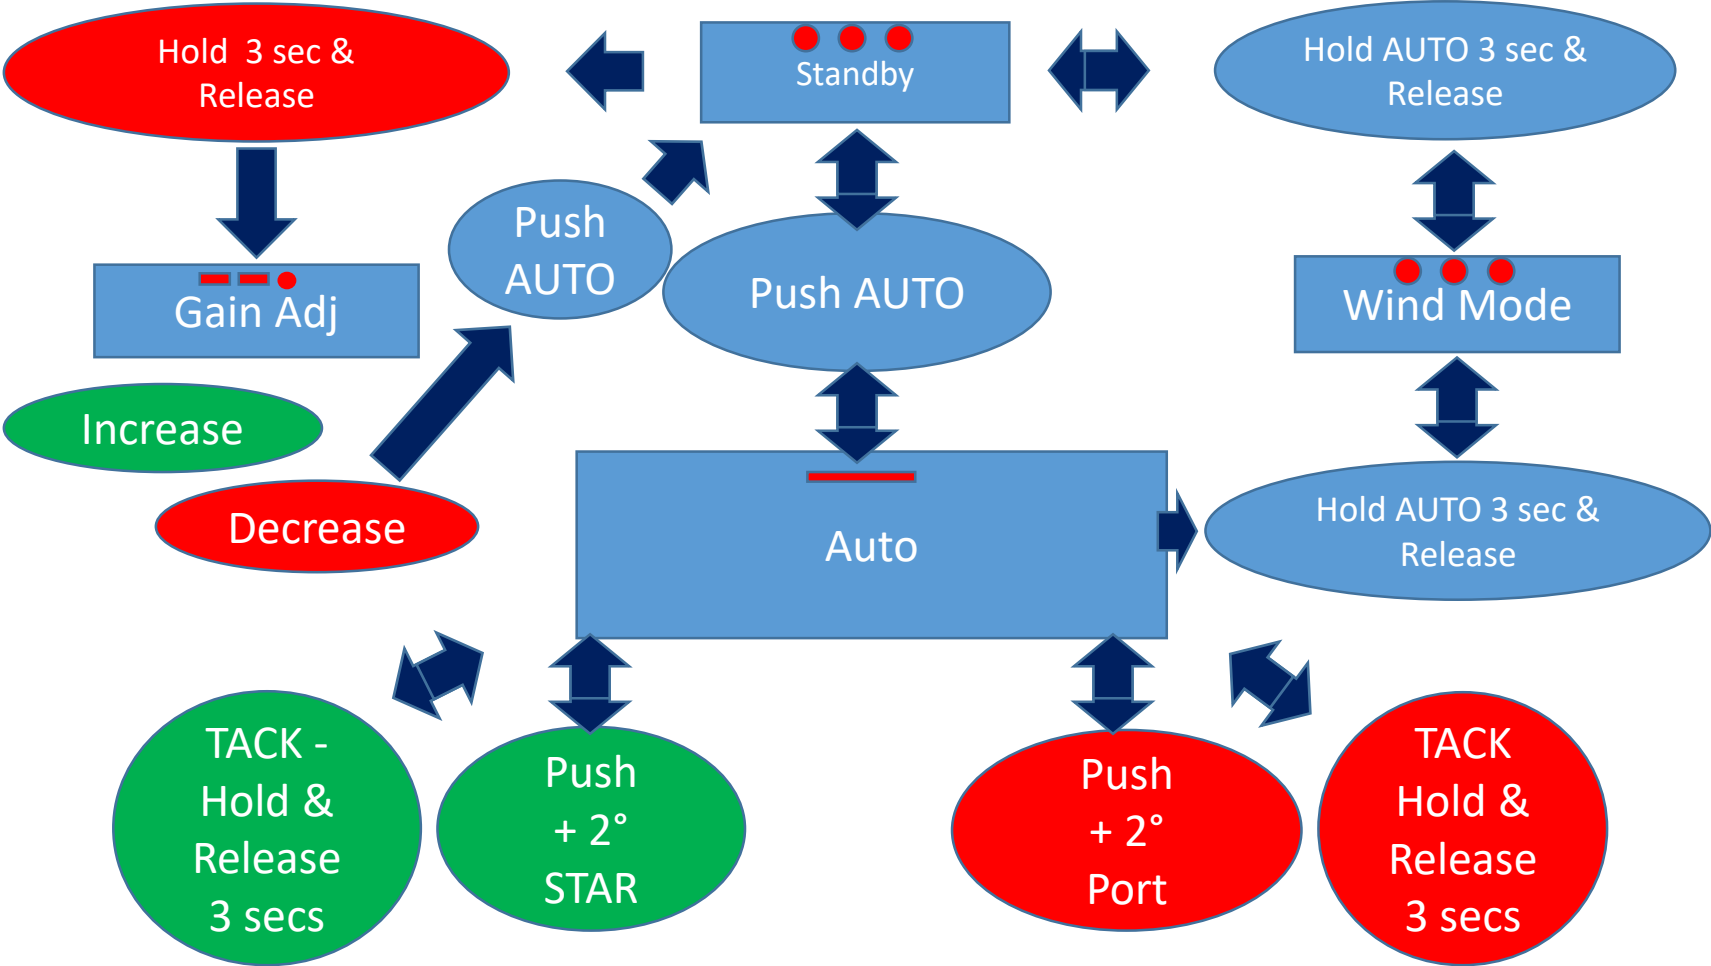 Hold 3 sec &
Release
Standby
Hold AUTO 3 sec &
Release
Push
AUTO
Push AUTO
Gain Adj
Wind Mode
Increase
Decrease
Auto
Hold AUTO 3 sec &
Release
TACK -
Hold &
Release
3 secs
Push
+ 2°
STAR
Push
+ 2°
Port
TACK
Hold &
Release
3 secs